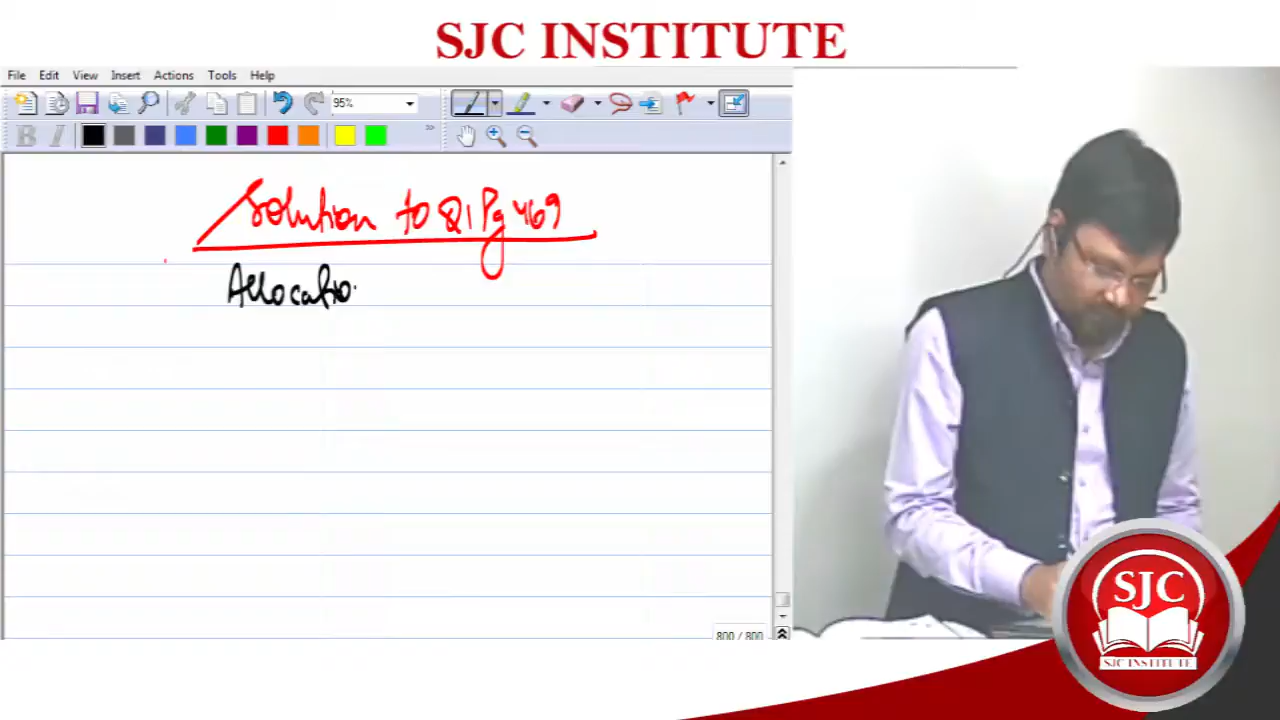 SJC INSTITUTE
File Edit View Insert Actions Tools Help
95%
B I
Solution to Q1 Pg 469
Allocatio
800 / 800
SJC
SJC INSTITUTE